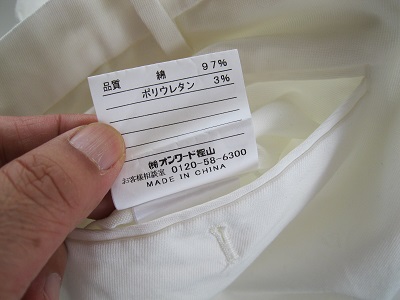 品質 綿 97%
ポリウレタン 3%
㈱オンワード樫山
お客様相談室 0120-58-6300
MADE IN CHINA